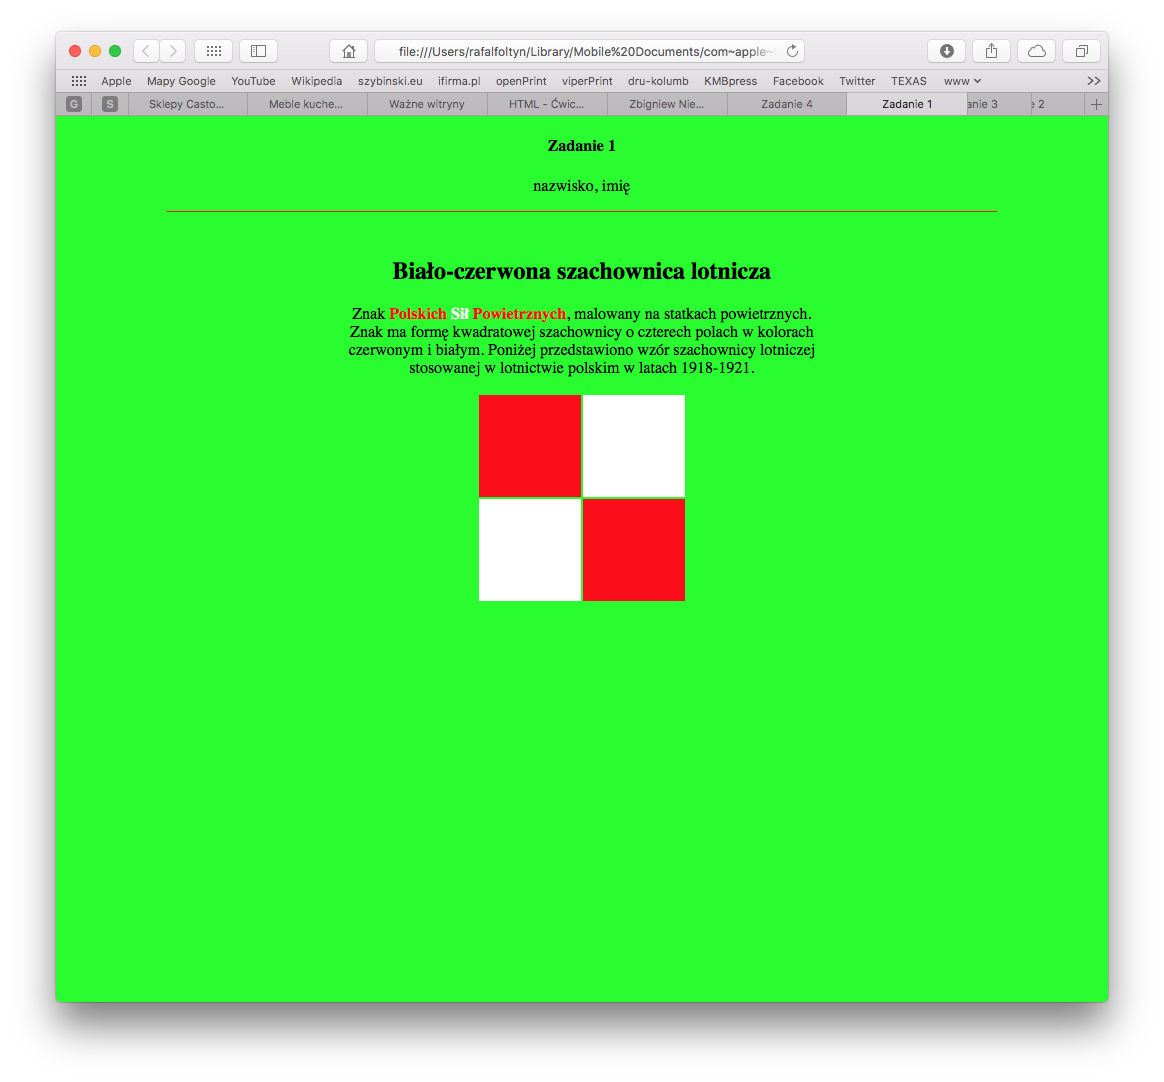 file:///Users/rafalfoltyn/Library/Mobile%20Documents/com~apple~
Apple Mapy Google YouTube Wikipedia szybinski.eu ifirma.pl openPrint viperPrint dru-kolumb KMBpress Facebook Twitter TEXAS www
G S Sklepy Casto... Meble kuche... Ważne witryny HTML - Ćwic... Zbigniew Nie... Zadanie 4 Zadanie 1 anie 3 2
Zadanie 1
nazwisko, imię
Biało-czerwona szachownica lotnicza
Znak Polskich Sił Powietrznych, malowany na statkach powietrznych.
Znak ma formę kwadratowej szachownicy o czterech polach w kolorach
czerwonym i białym. Poniżej przedstawiono wzór szachownicy lotniczej
stosowanej w lotnictwie polskim w latach 1918-1921.